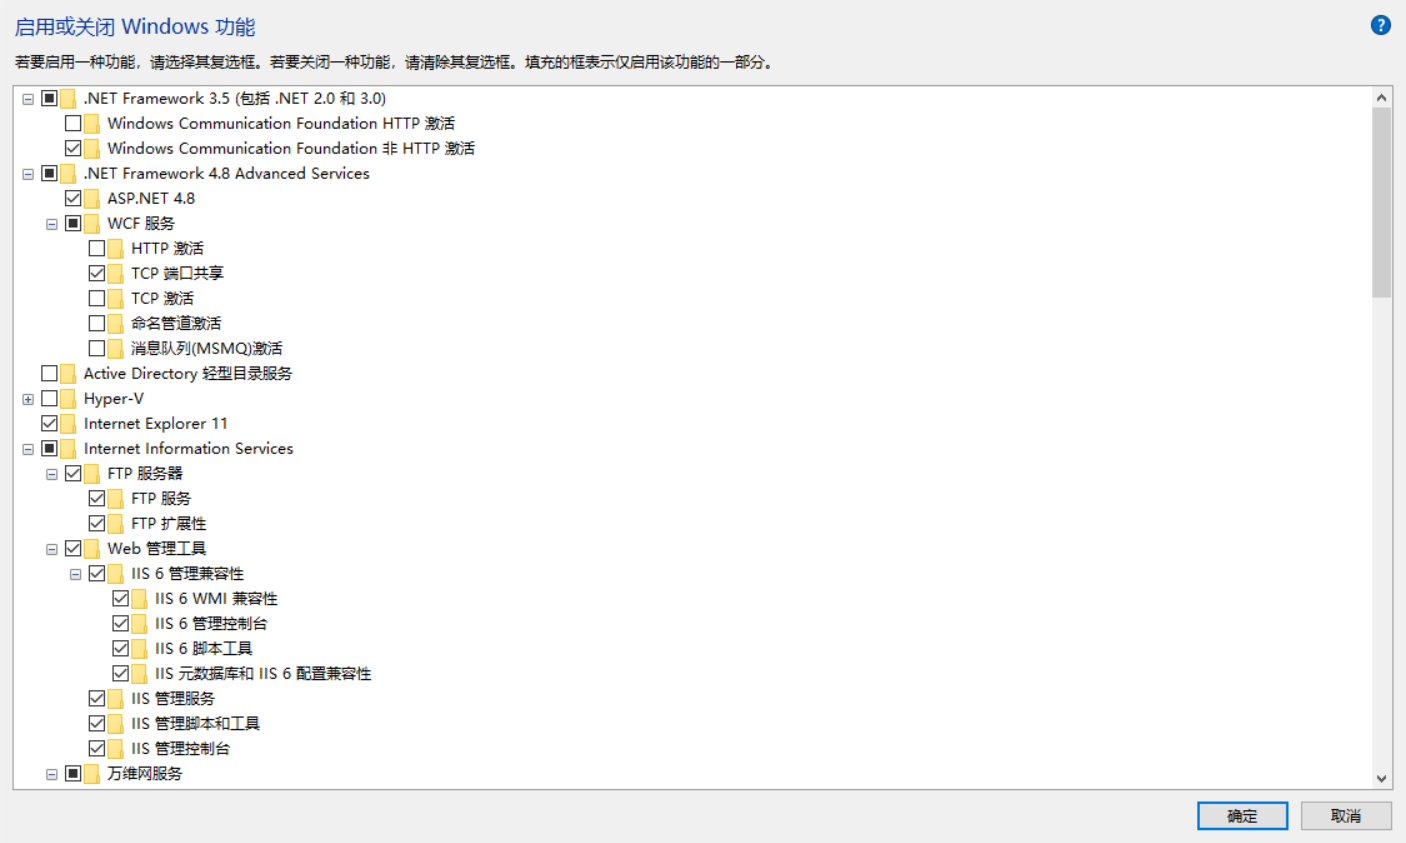 启用或关闭 Windows 功能
?
若要启用一种功能，请选择其复选框。若要关闭一种功能，请清除其复选框。填充的框表示仅启用该功能的一部分。
.NET Framework 3.5 (包括 .NET 2.0 和 3.0)
Windows Communication Foundation HTTP 激活
Windows Communication Foundation 非 HTTP 激活
.NET Framework 4.8 Advanced Services
ASP.NET 4.8
WCF 服务
HTTP 激活
TCP 端口共享
TCP 激活
命名管道激活
消息队列(MSMQ)激活
Active Directory 轻型目录服务
Hyper-V
Internet Explorer 11
Internet Information Services
FTP 服务器
FTP 服务
FTP 扩展性
Web 管理工具
IIS 6 管理兼容性
IIS 6 WMI 兼容性
IIS 6 管理控制台
IIS 6 脚本工具
IIS 元数据库和 IIS 6 配置兼容性
IIS 管理服务
IIS 管理脚本和工具
IIS 管理控制台
万维网服务
确定
取消